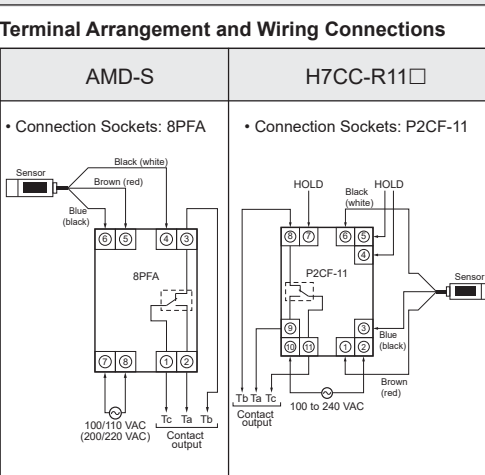 Terminal Arrangement and Wiring Connections
AMD-S
H7CC-R11□
• Connection Sockets: 8PFA
• Connection Sockets: P2CF-11
Sensor
Black (white)
Brown (red)
Blue
(black)
⑥ ⑤ ④ ③
8PFA
⑦ ⑧ ① ②
100/110 VAC
(200/220 VAC)
Tc Ta Tb
Contact
output
HOLD
Black
(white)
HOLD
⑧ ⑦ ⑥ ⑤
④
P2CF-11
Sensor
⑨ ③
Blue
(black)
⑩ ⑪ ① ②
Brown
(red)
Tb Ta Tc
100 to 240 VAC
Contact
output